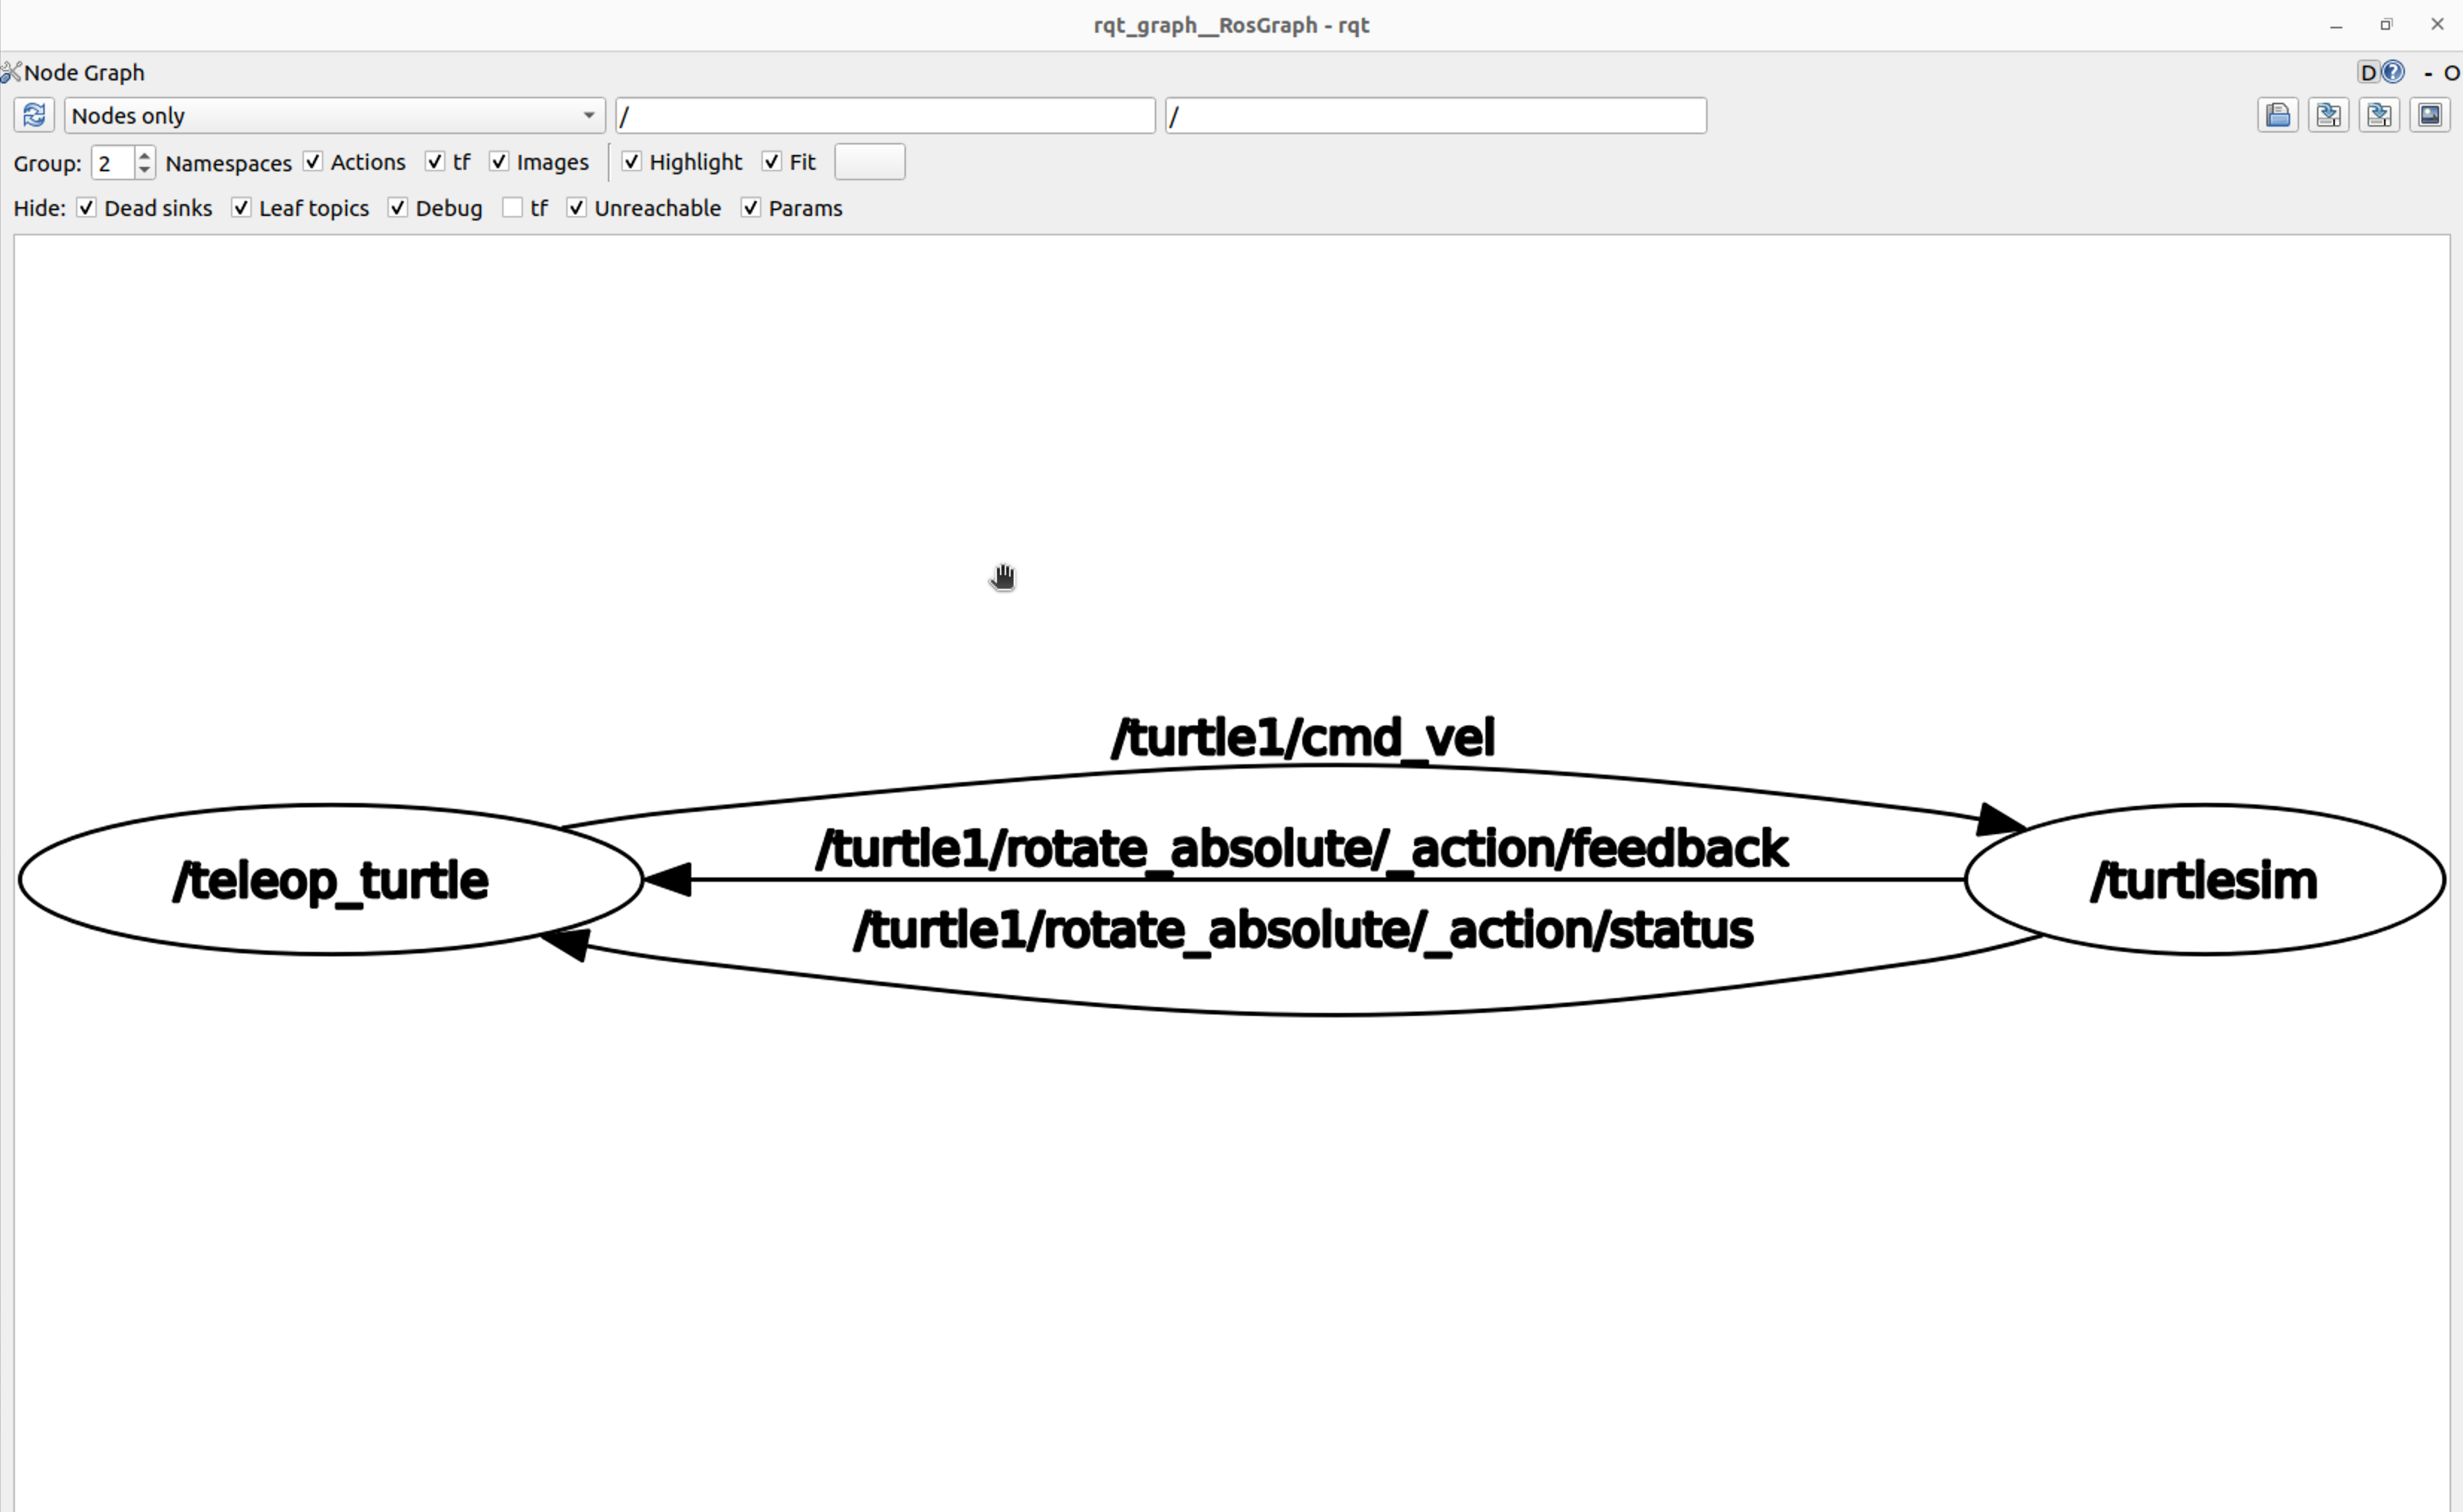 rqt_graph__RosGraph - rqt
Node Graph
D - O
Nodes only / /
Group: 2 Namespaces Actions tf Images Highlight Fit
Hide: Dead sinks Leaf topics Debug tf Unreachable Params
/turtle1/cmd_vel
/turtle1/rotate_absolute/_action/feedback
/teleop_turtle
/turtlesim
/turtle1/rotate_absolute/_action/status